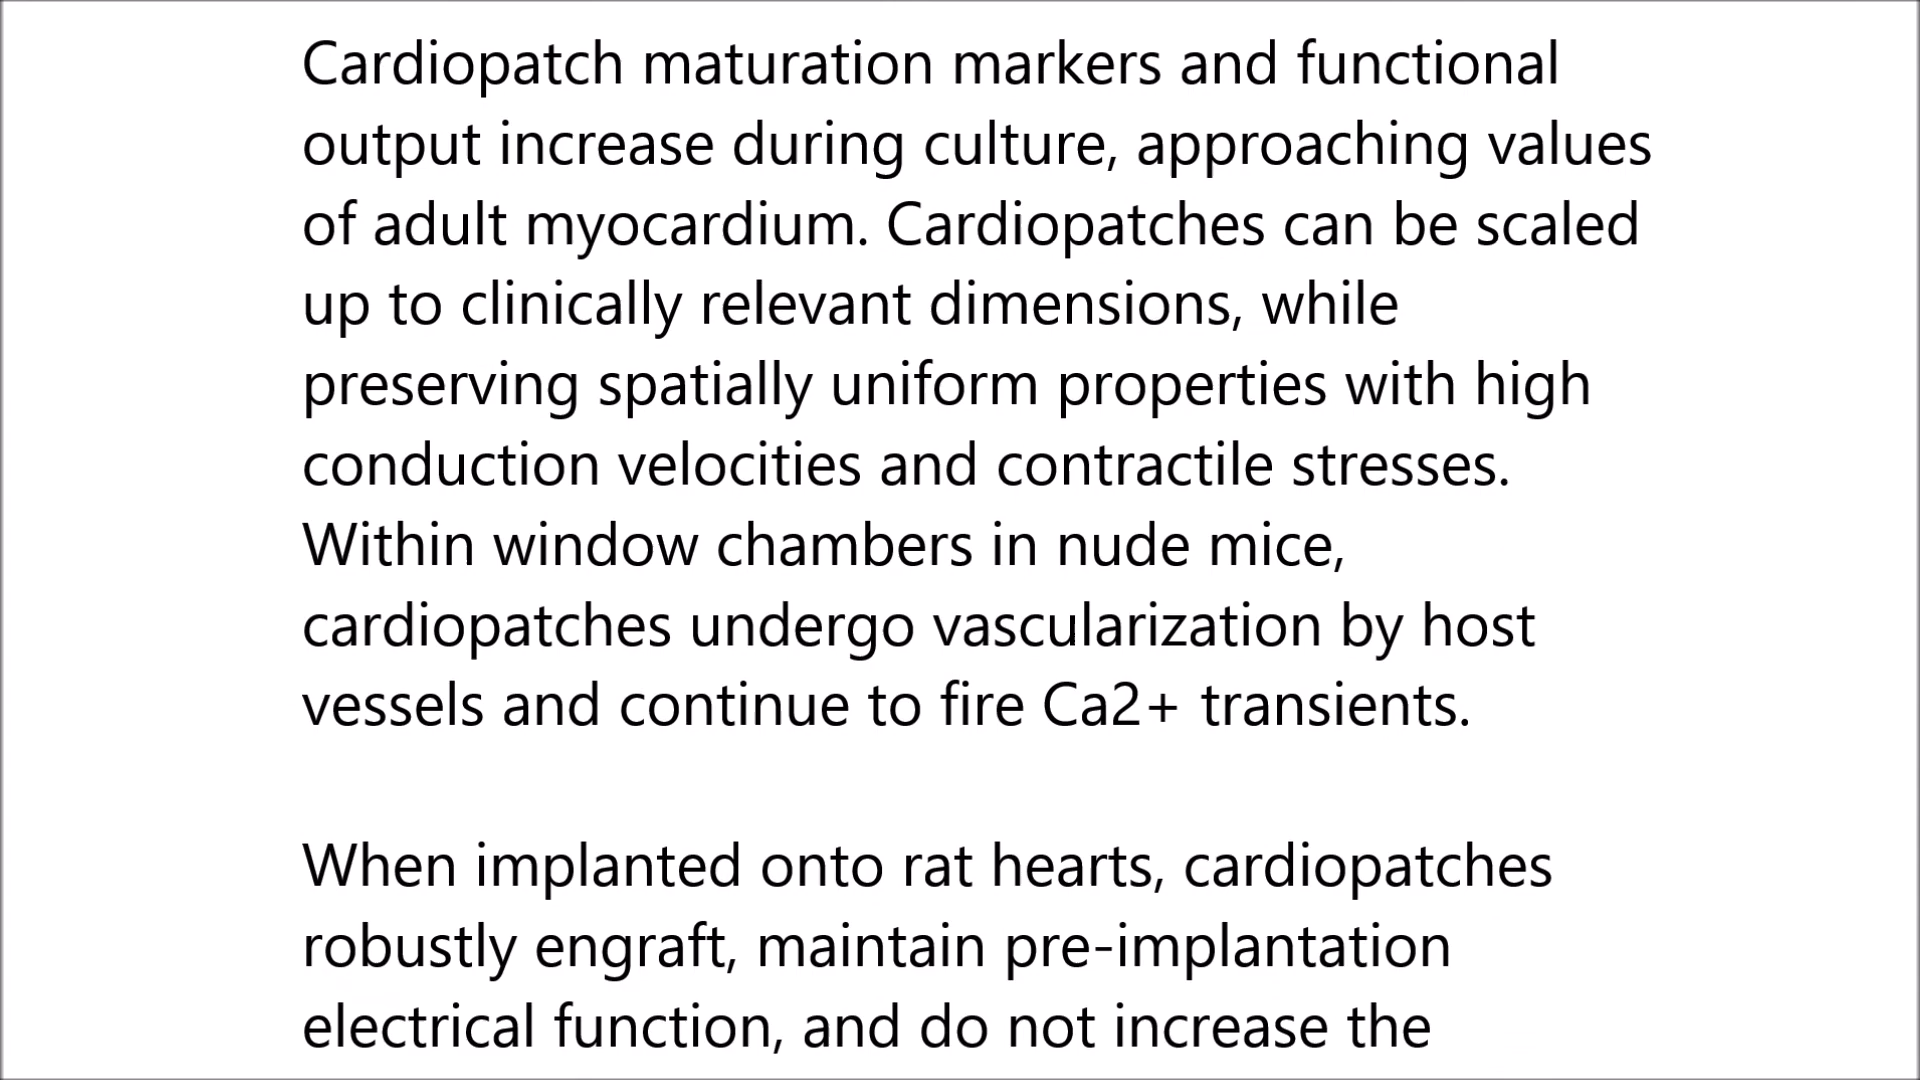 Cardiopatch maturation markers and functional
output increase during culture, approaching values
of adult myocardium. Cardiopatches can be scaled
up to clinically relevant dimensions, while
preserving spatially uniform properties with high
conduction velocities and contractile stresses.
Within window chambers in nude mice,
cardiopatches undergo vascularization by host
vessels and continue to fire Ca2+ transients.
When implanted onto rat hearts, cardiopatches
robustly engraft, maintain pre-implantation
electrical function, and do not increase the